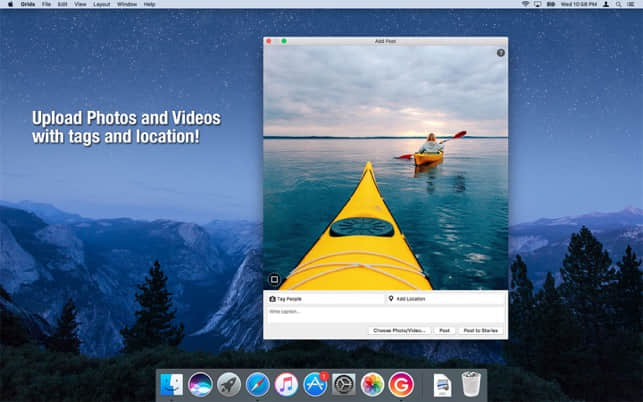 Grids File Edit View Layout Window Help
Wed 10:58 PM
Add Post
?
Upload Photos and Videos
with tags and location!
Tag People
Add Location
Write caption...
Choose Photo/Video... Post Post to Stories
1